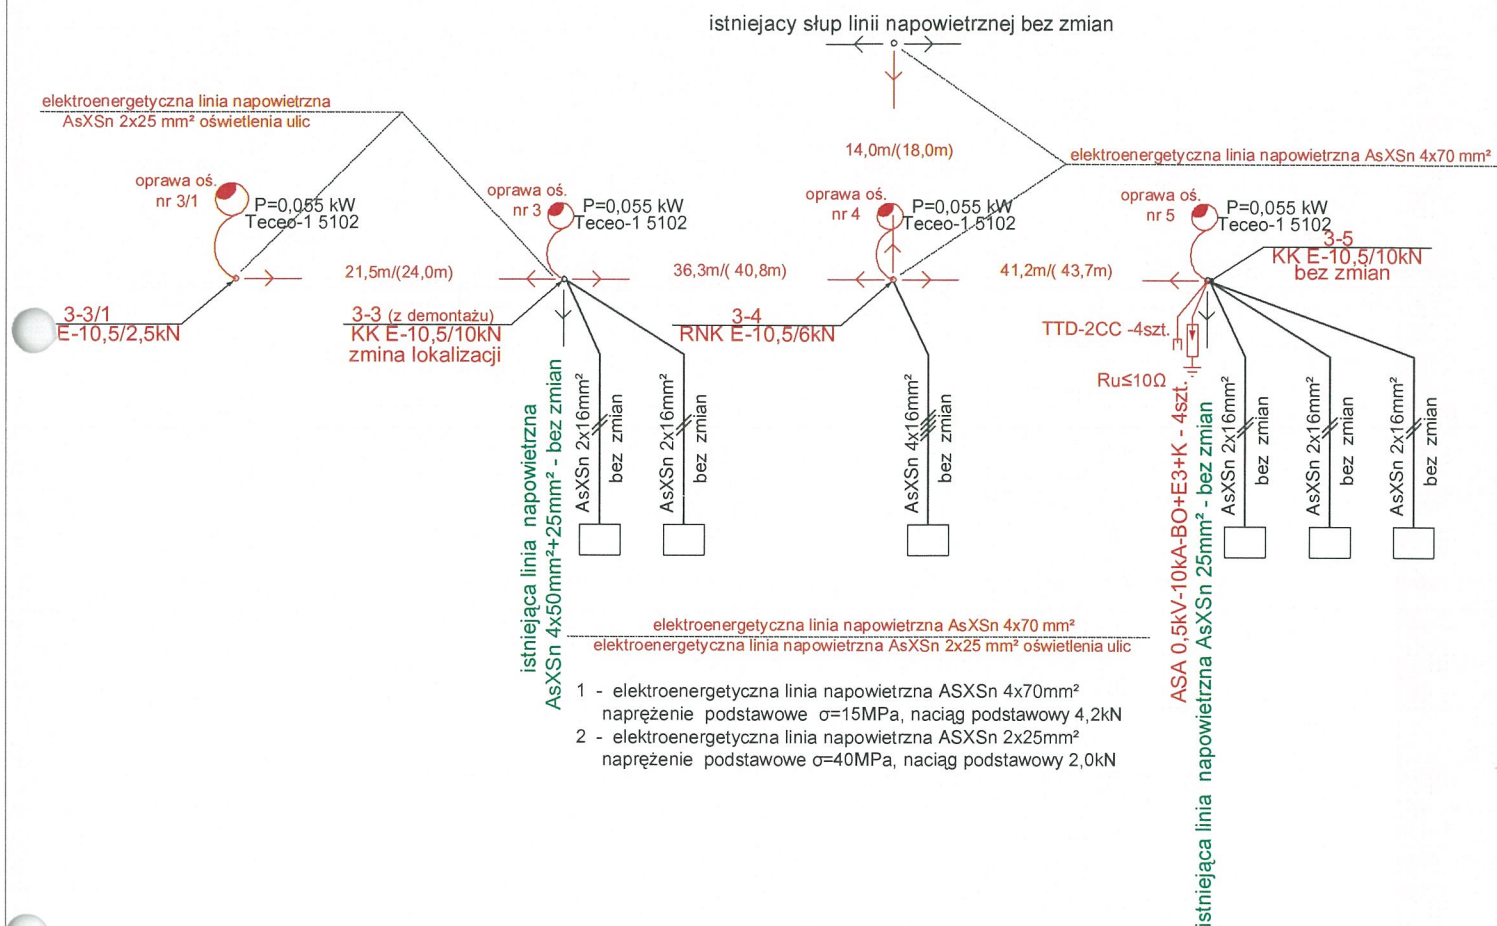 istniejacy słup linii napowietrznej bez zmian
elektroenergetyczna linia napowietrzna
AsXSn 2x25 mm² oświetlenia ulic
14,0m/(18,0m)
elektroenergetyczna linia napowietrzna AsXSn 4x70 mm²
oprawa oś.
nr 3/1
P=0,055 kW
Teceo-1 5102
oprawa oś.
nr 3
P=0,055 kW
Teceo-1 5102
oprawa oś.
nr 4
P=0,055 kW
Teceo-1 5102
oprawa oś.
nr 5
P=0,055 kW
Teceo-1 5102
3-5
KK E-10,5/10kN
bez zmian
21,5m/(24,0m)
36,3m/( 40,8m)
41,2m/( 43,7m)
3-3/1
E-10,5/2,5kN
3-3 (z demontażu)
KK E-10,5/10kN
zmina lokalizacji
3-4
RNK E-10,5/6kN
TTD-2CC -4szt.
Ru≤10Ω
istniejąca linia napowietrzna
AsXSn 4x50mm²+25mm² - bez zmian
AsXSn 2x16mm²
bez zmian
AsXSn 2x16mm²
bez zmian
AsXSn 4x16mm²
bez zmian
ASA 0,5kV-10kA-BO+E3+K - 4szt.
istniejąca linia napowietrzna AsXSn 25mm² - bez zmian
AsXSn 2x16mm²
bez zmian
AsXSn 2x16mm²
bez zmian
AsXSn 2x16mm²
bez zmian
elektroenergetyczna linia napowietrzna AsXSn 4x70 mm²
elektroenergetyczna linia napowietrzna AsXSn 2x25 mm² oświetlenia ulic
1 - elektroenergetyczna linia napowietrzna ASXSn 4x70mm²
naprężenie podstawowe σ=15MPa, naciąg podstawowy 4,2kN
2 - elektroenergetyczna linia napowietrzna ASXSn 2x25mm²
naprężenie podstawowe σ=40MPa, naciąg podstawowy 2,0kN